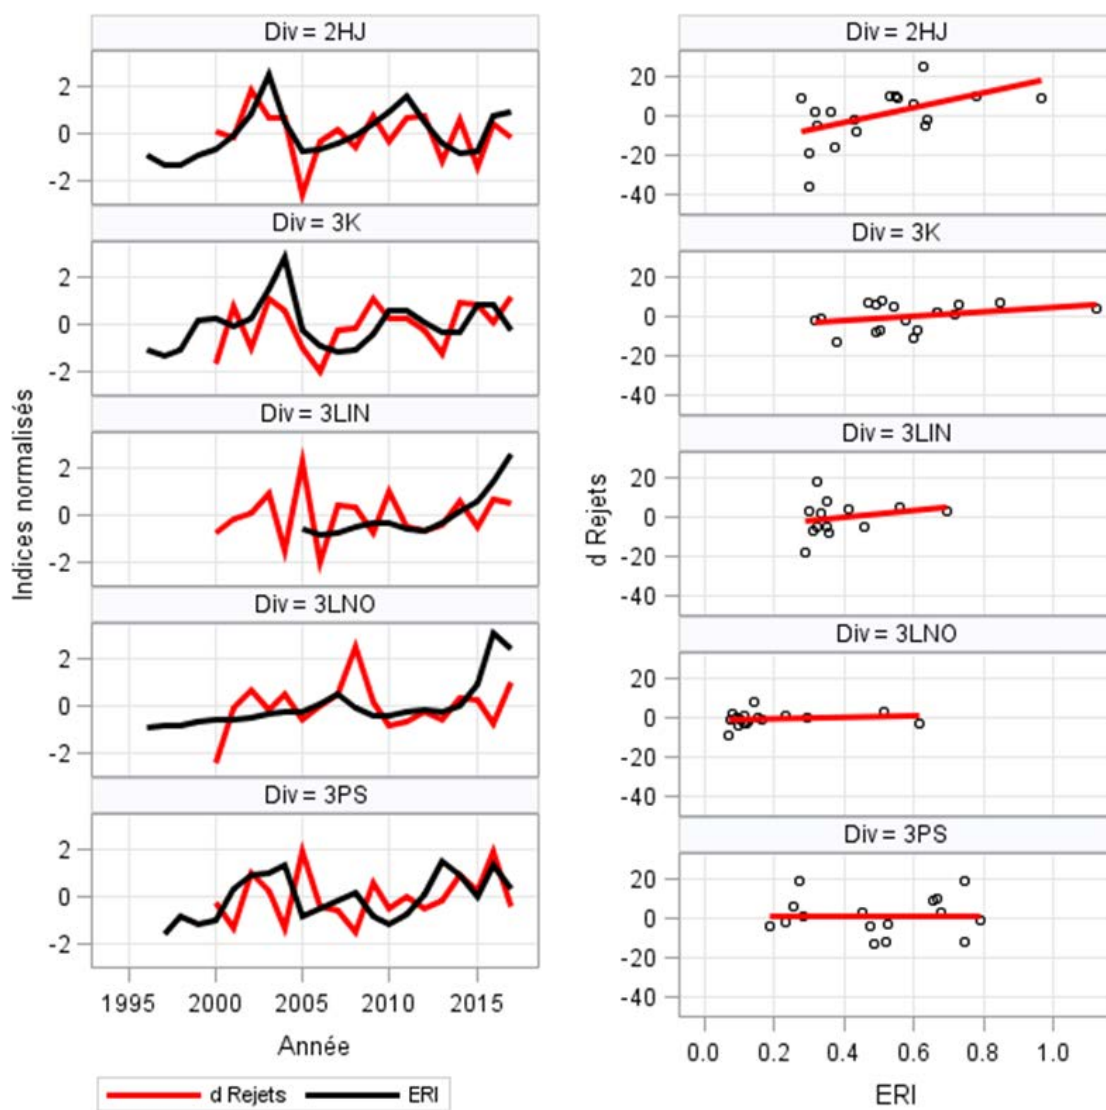 Div = 2HJ
2
0
-2
Div = 3K
2
0
-2
Div = 3LIN
2
0
-2
Div = 3LNO
2
0
-2
Div = 3PS
2
0
-2
1995 2000 2005 2010 2015
Année
Indices normalisés
d Rejets ERI
Div = 2HJ
20
0
-20
-40
Div = 3K
20
0
-20
-40
Div = 3LIN
20
0
-20
-40
Div = 3LNO
20
0
-20
-40
Div = 3PS
20
0
-20
-40
0.0 0.2 0.4 0.6 0.8 1.0
ERI
d Rejets